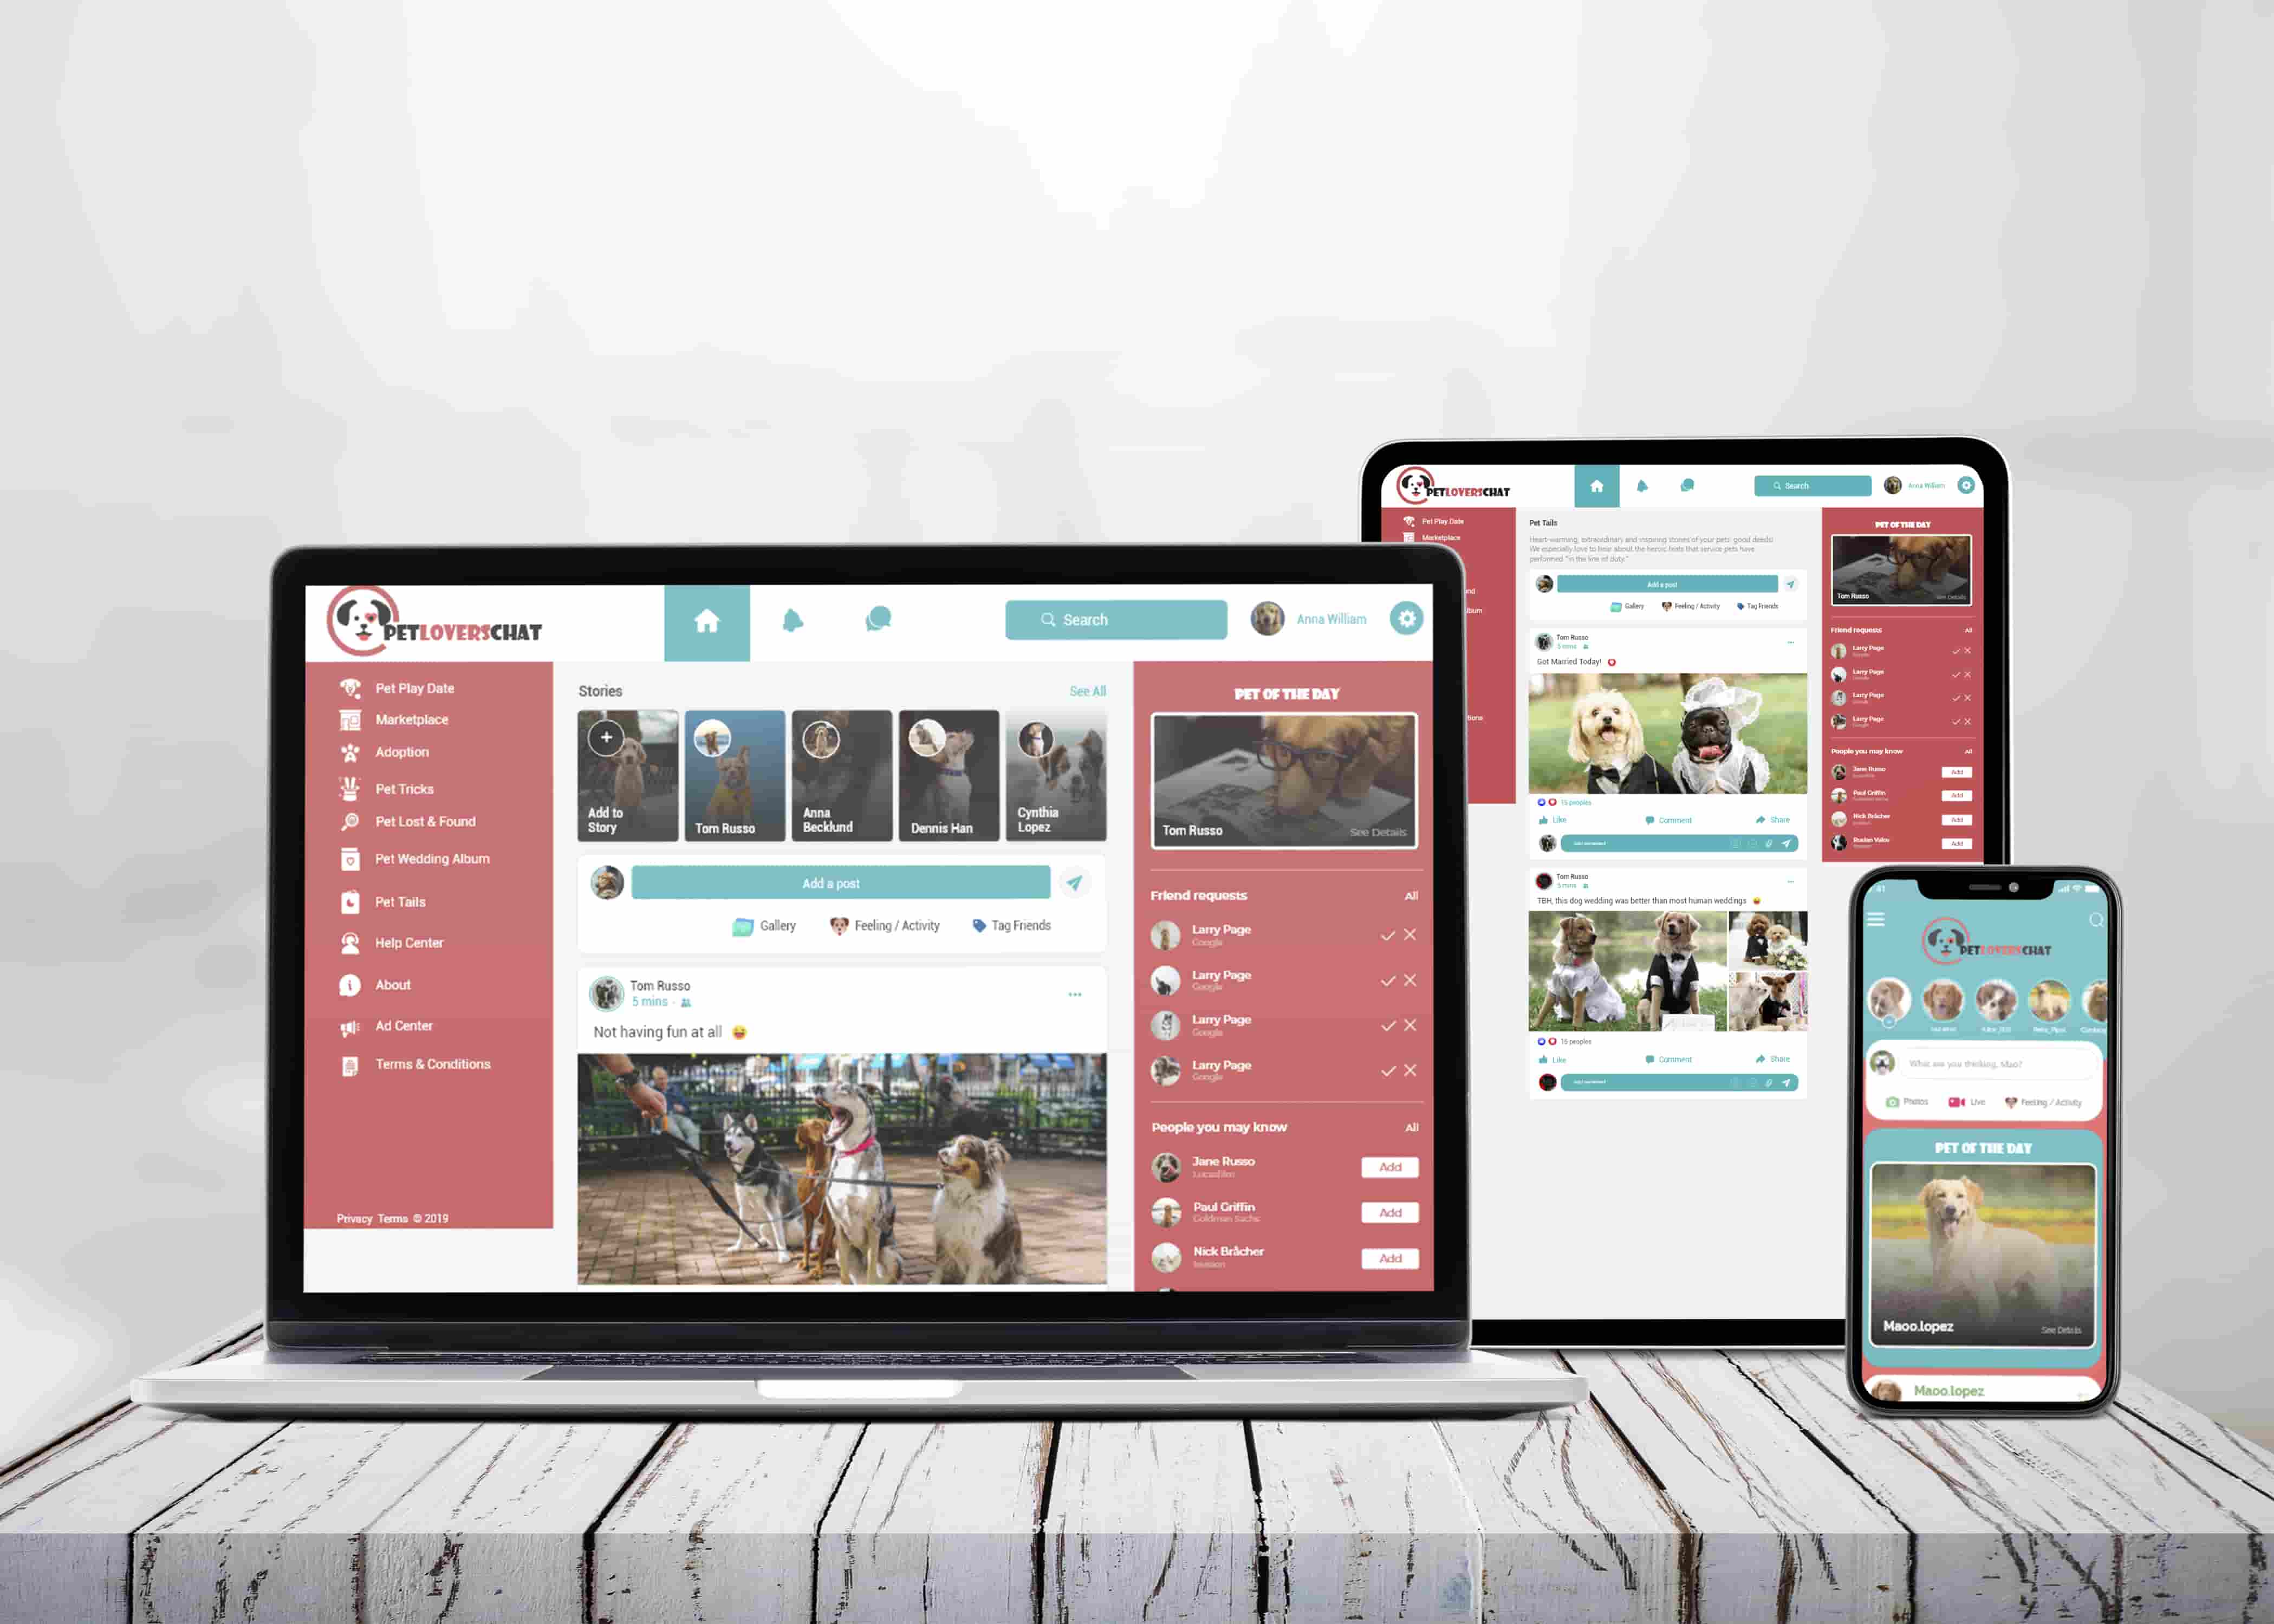 PETLOVERSCHAT
Search
Anna William
Pet Play Date
Marketplace
Adoption
Pet Tricks
Pet Lost & Found
Pet Wedding Album
Pet Tails
Help Center
About
Ad Center
Terms & Conditions
Privacy Terms © 2019
Stories
See All
Add to
Story
Tom Russo
Anna
Becklund
Dennis Han
Cynthia
Lopez
Add a post
Gallery
Feeling / Activity
Tag Friends
Tom Russo
5 mins
Not having fun at all
PET OF THE DAY
Tom Russo
See Details
Friend requests
All
Larry Page
Google
Larry Page
Google
Larry Page
Google
Larry Page
Google
People you may know
All
Jane Russo
Lucasfilm
Add
Paul Griffin
Goldman Sachs
Add
Nick Bråcher
Invision
Add
PETLOVERSCHAT
Search
Anna William
Pet Play Date
Marketplace
Pet Tails
Heart-warming, extraordinary and inspiring stories of your pets: good deeds:
We especially love to hear about the heroic feats that service pets have
performed "in the line of duty."
Add a post
Gallery
Feeling / Activity
Tag Friends
Tom Russo
5 mins
Got Married Today!
16 peoples
Like
Comment
Share
Tom Russo
5 mins
TBH, this dog wedding was better than most human weddings
16 peoples
Like
Comment
Share
PET OF THE DAY
Tom Russo
See Details
Friend requests
All
Larry Page
Larry Page
Larry Page
Larry Page
People you may know
All
Jane Russo
Add
Paul Griffin
Add
Nick Bråcher
Add
Add
PETLOVERSCHAT
What are you thinking, Mao?
Photos
Live
Feeling / Activity
PET OF THE DAY
Maoo.lopez
See Details
Maoo.lopez